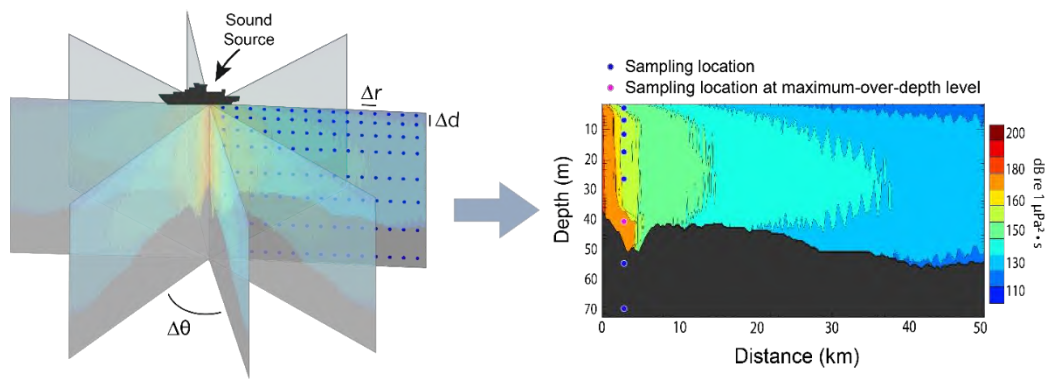 Sound
Source
Δr
Δd
Δθ
Sampling location
Sampling location at maximum-over-depth level
Depth (m)
10
20
30
40
50
60
70
0
10
20
30
40
50
Distance (km)
200
180
160
150
130
110
dB re 1 µPa²• s